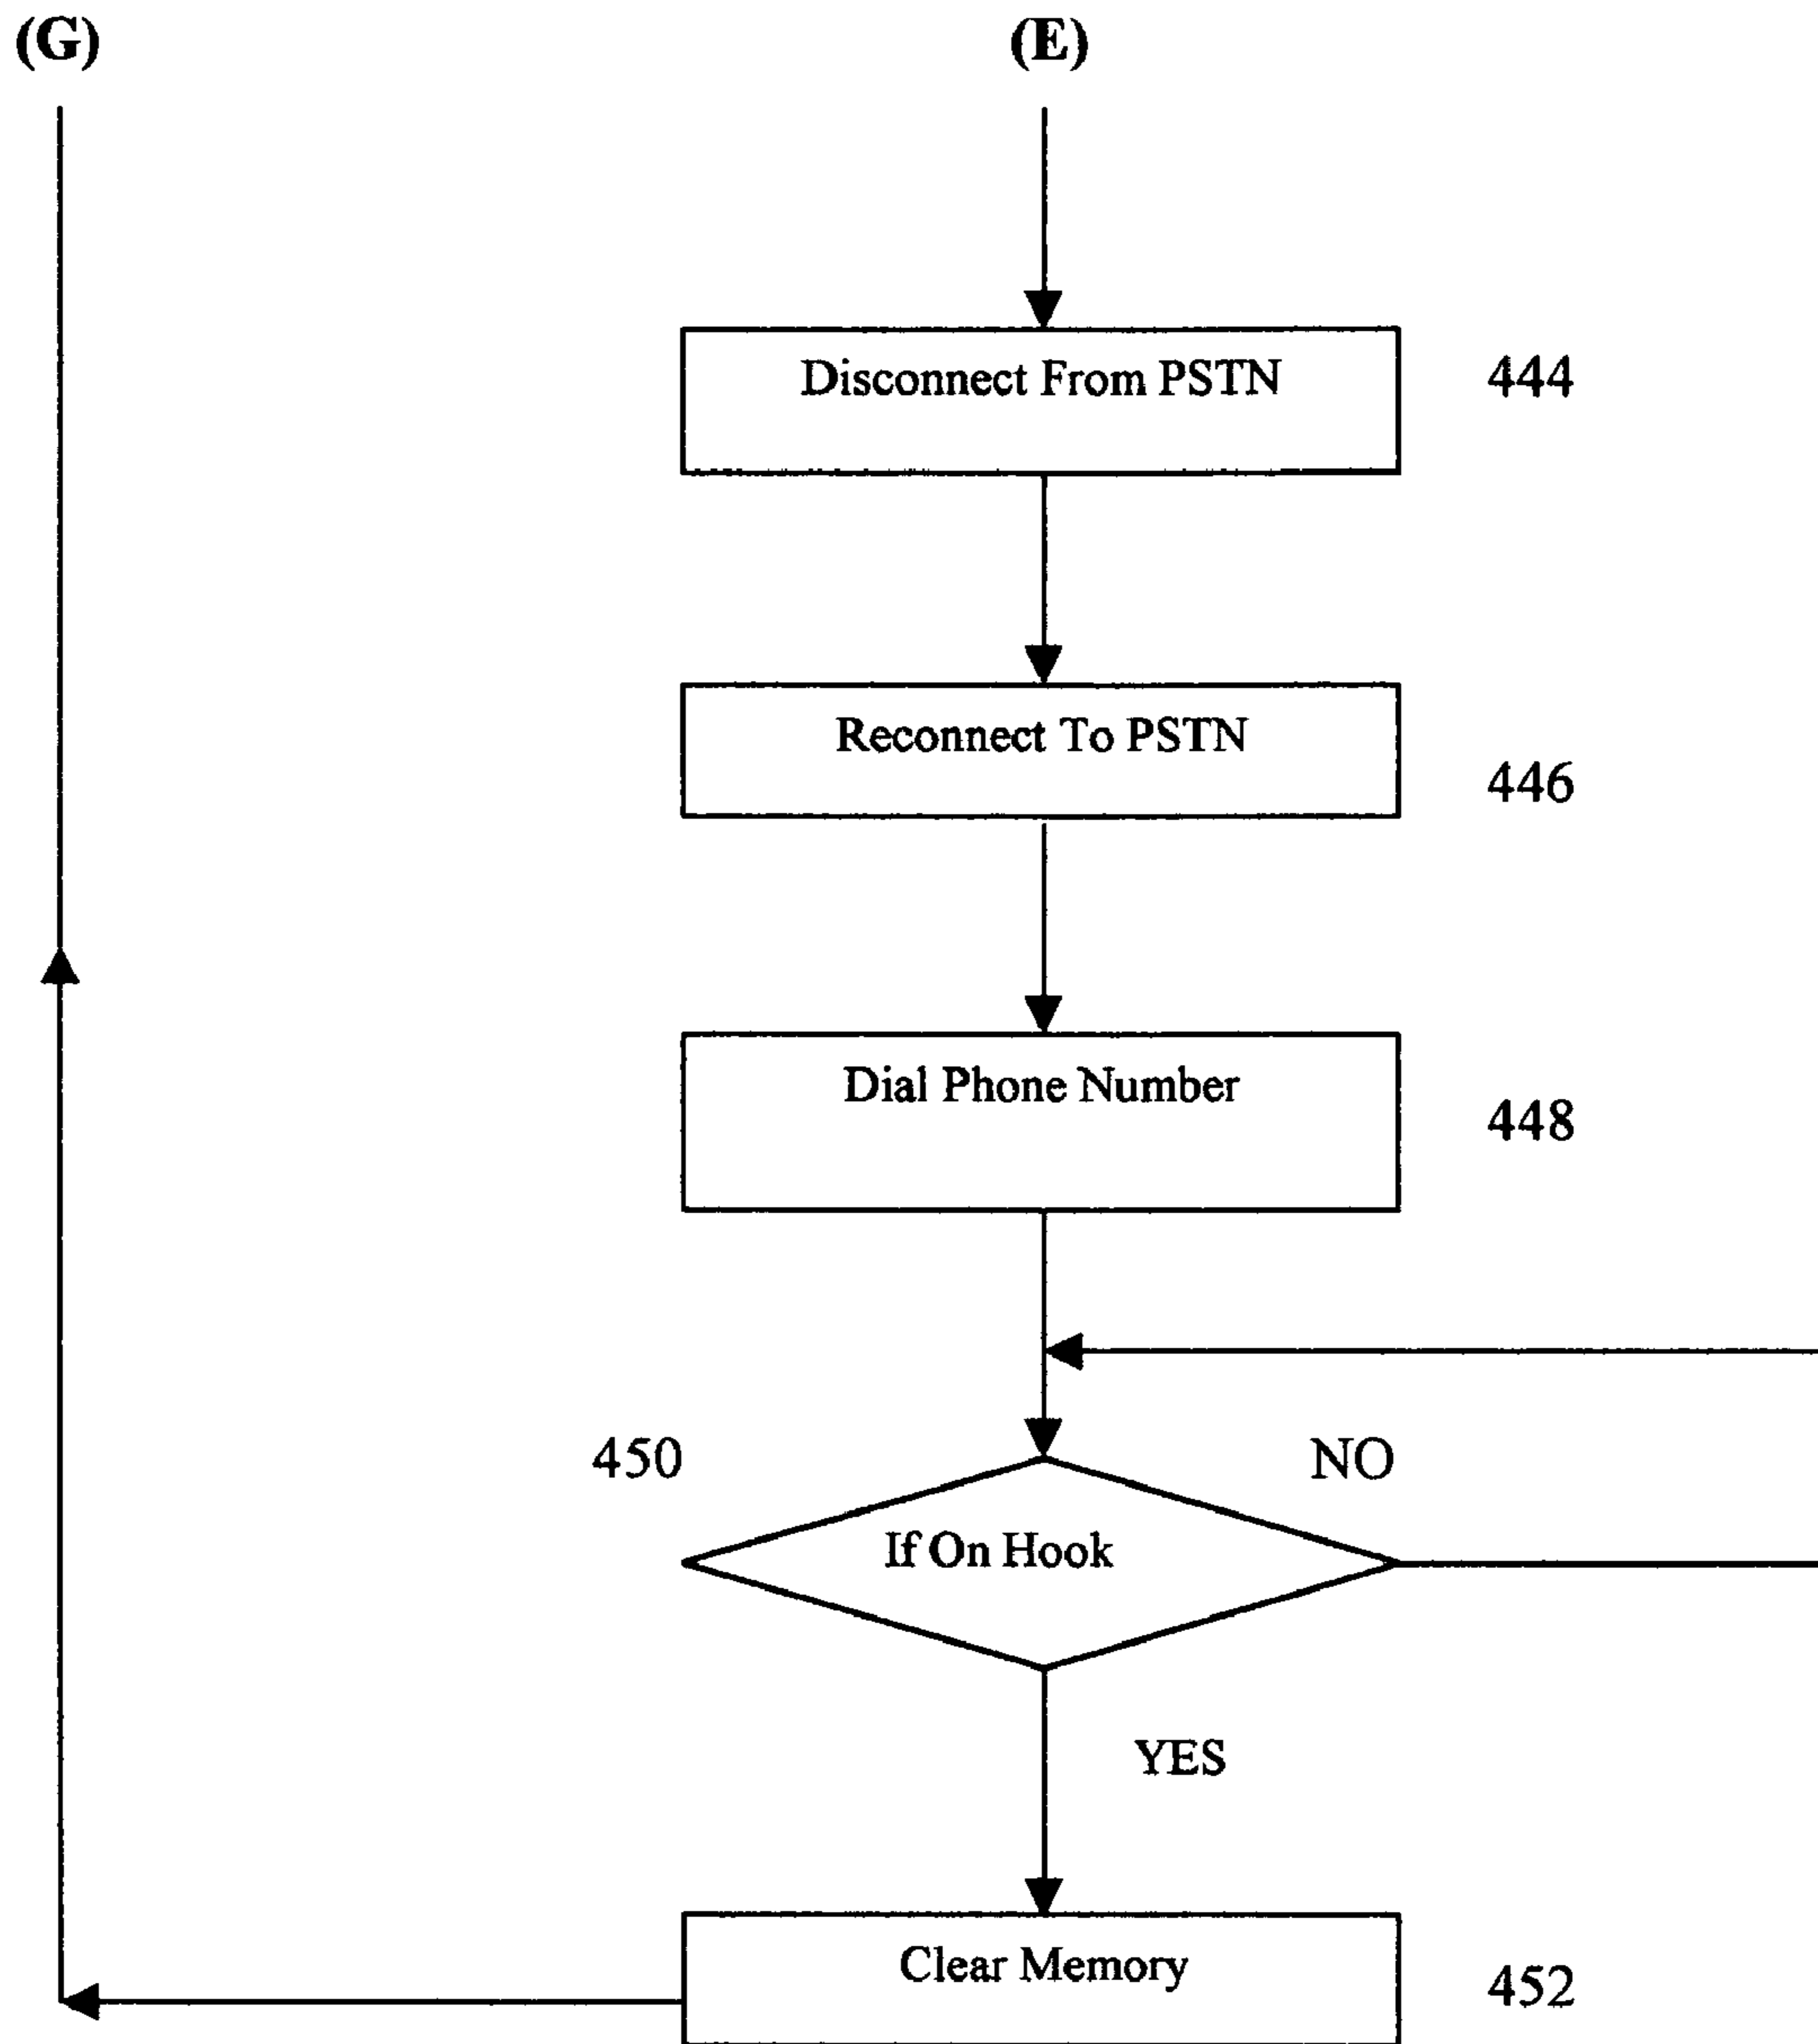 (G) (E)
Disconnect From PSTN 444
Reconnect To PSTN
446
Dial Phone Number
448
450 NO
If On Hook
YES
Clear Memory
452